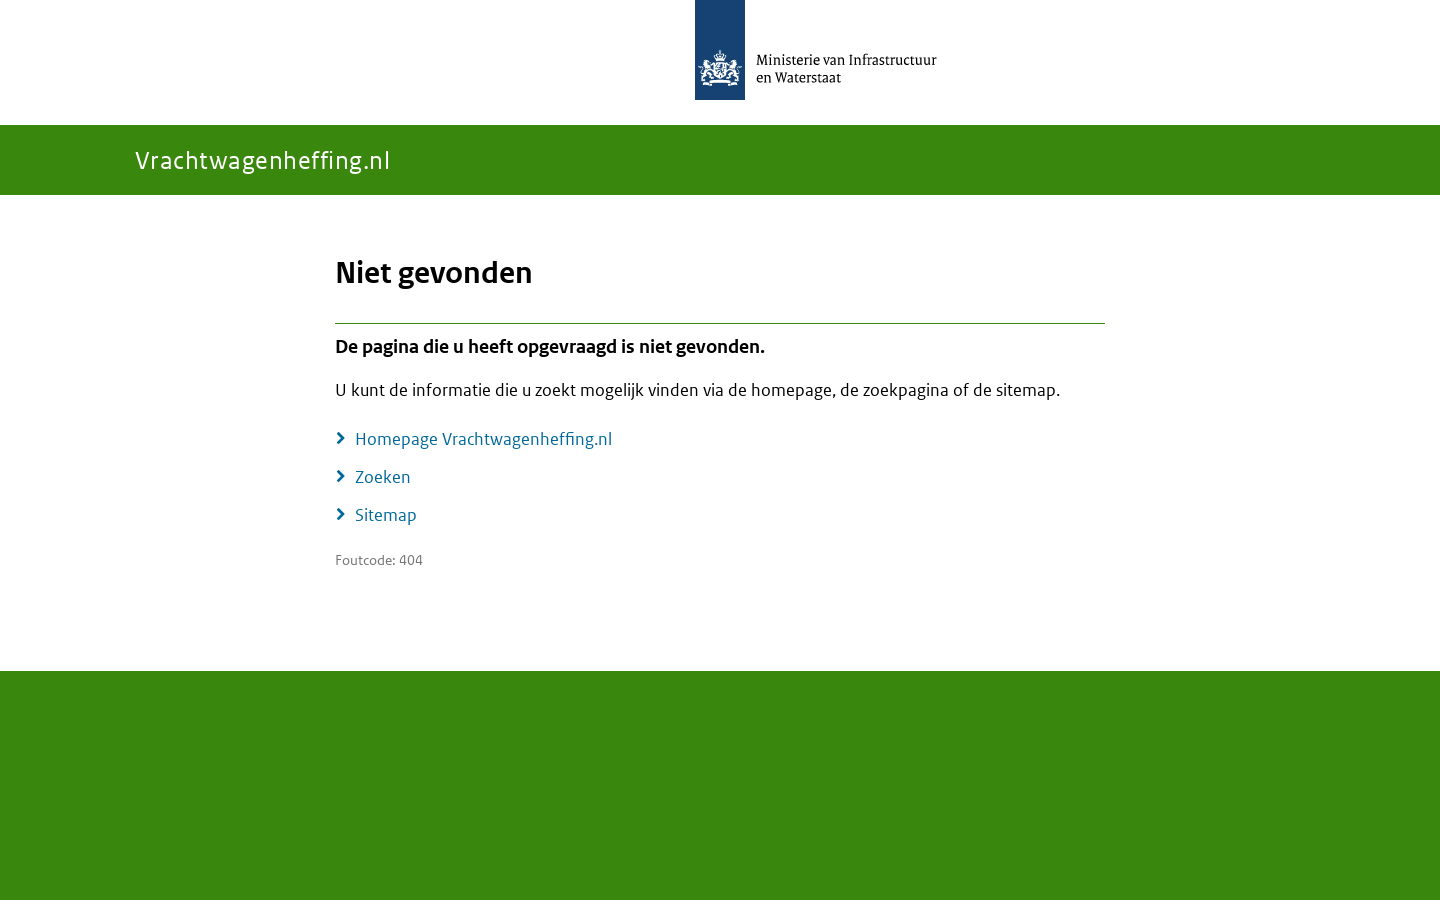 Ministerie van Infrastructuur
en Waterstaat
Vrachtwagenheffing.nl
Niet gevonden
De pagina die u heeft opgevraagd is niet gevonden.
U kunt de informatie die u zoekt mogelijk vinden via de homepage, de zoekpagina of de sitemap.
Homepage Vrachtwagenheffing.nl
Zoeken
Sitemap
Foutcode: 404